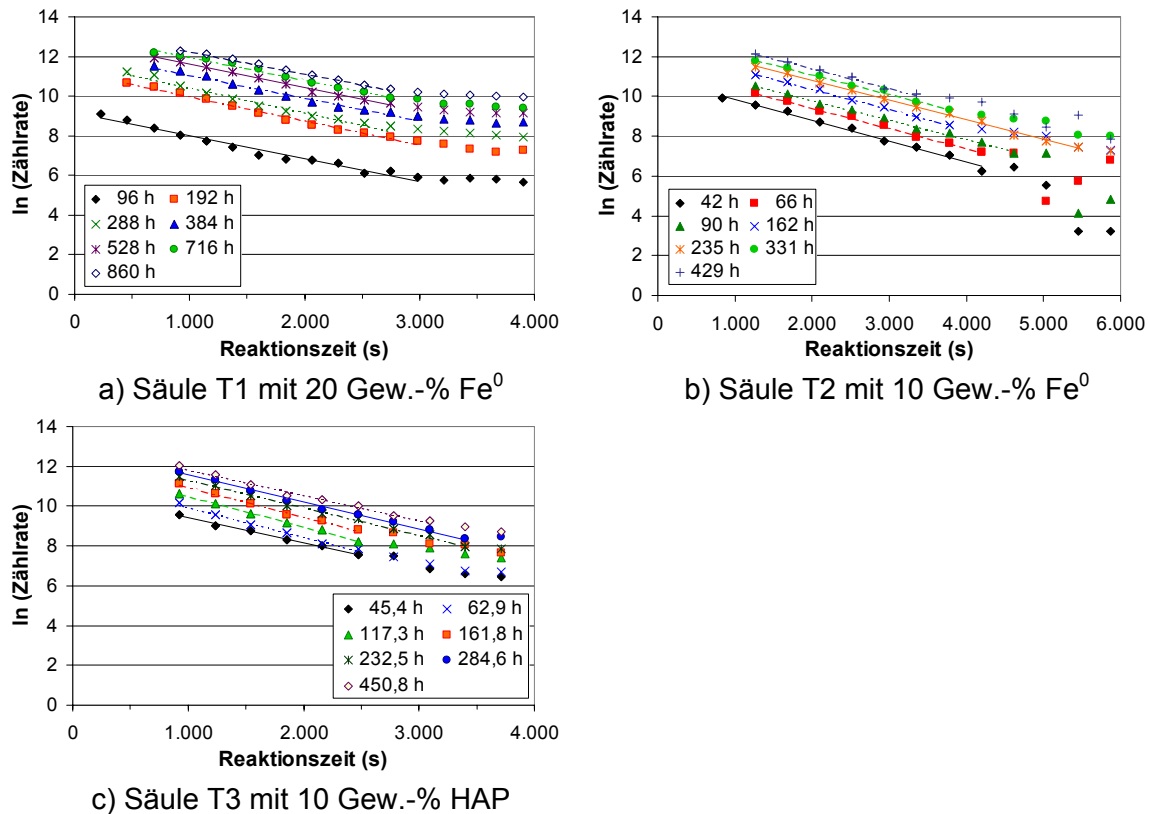 14
12
10
8
6
4
2
0
ln (Zählrate)
96 h 192 h
288 h 384 h
528 h 716 h
860 h
0 1.000 2.000 3.000 4.000
Reaktionszeit (s)
a) Säule T1 mit 20 Gew.-% Fe⁰
14
12
10
8
6
4
2
0
ln (Zählrate)
42 h 66 h
90 h 162 h
235 h 331 h
429 h
0 1.000 2.000 3.000 4.000 5.000 6.000
Reaktionszeit (s)
b) Säule T2 mit 10 Gew.-% Fe⁰
14
12
10
8
6
4
2
0
ln (Zählrate)
45,4 h 62,9 h
117,3 h 161,8 h
232,5 h 284,6 h
450,8 h
0 1.000 2.000 3.000 4.000
Reaktionszeit (s)
c) Säule T3 mit 10 Gew.-% HAP